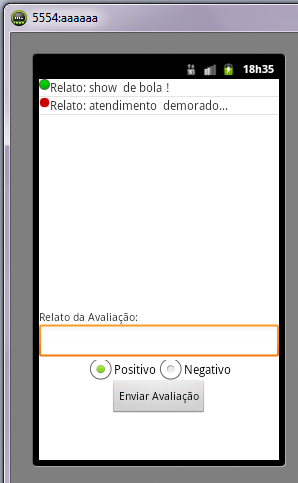 5554:aaaaaa
18h35
Relato: show  de bola !
Relato: atendimento  demorado...
Relato da Avaliação:
Positivo Negativo
Enviar Avaliação